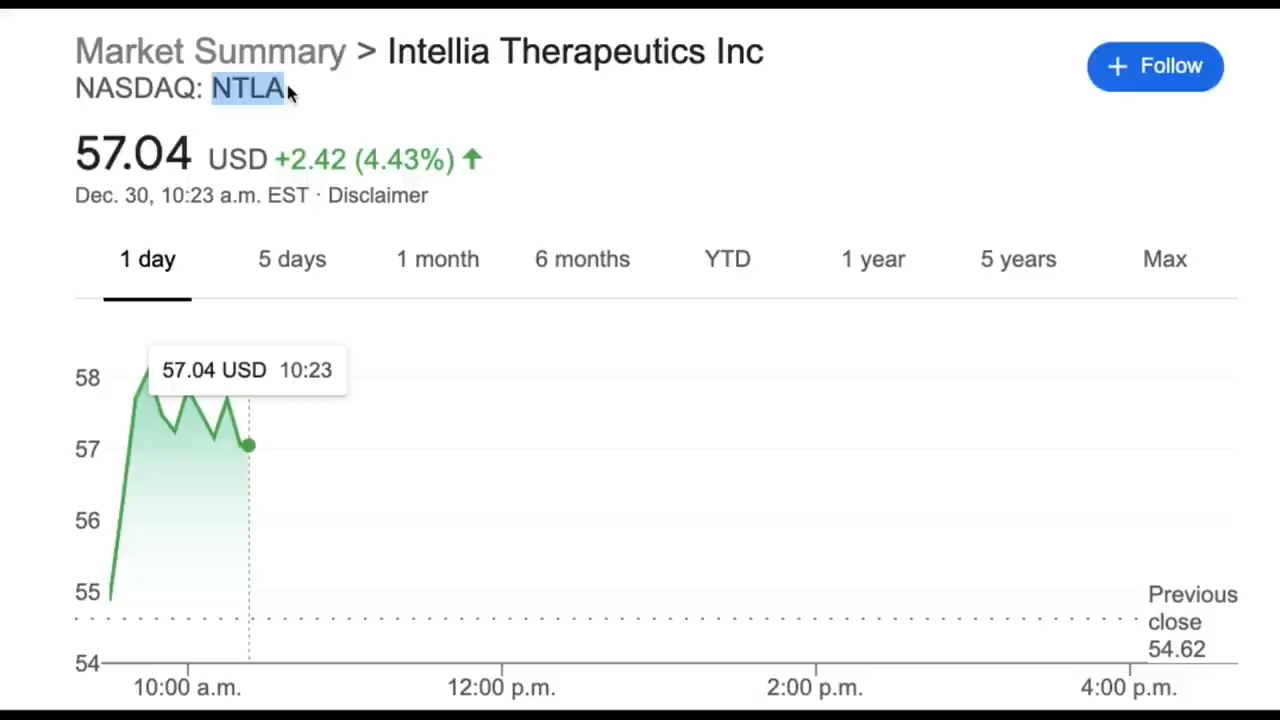 Market Summary > Intellia Therapeutics Inc
+ Follow
NASDAQ: NTLA
57.04 USD +2.42 (4.43%) ↑
Dec. 30, 10:23 a.m. EST · Disclaimer
1 day 5 days 1 month 6 months YTD 1 year 5 years Max
57.04 USD 10:23
58
57
56
55
Previous
close
54.62
54
10:00 a.m. 12:00 p.m. 2:00 p.m. 4:00 p.m.